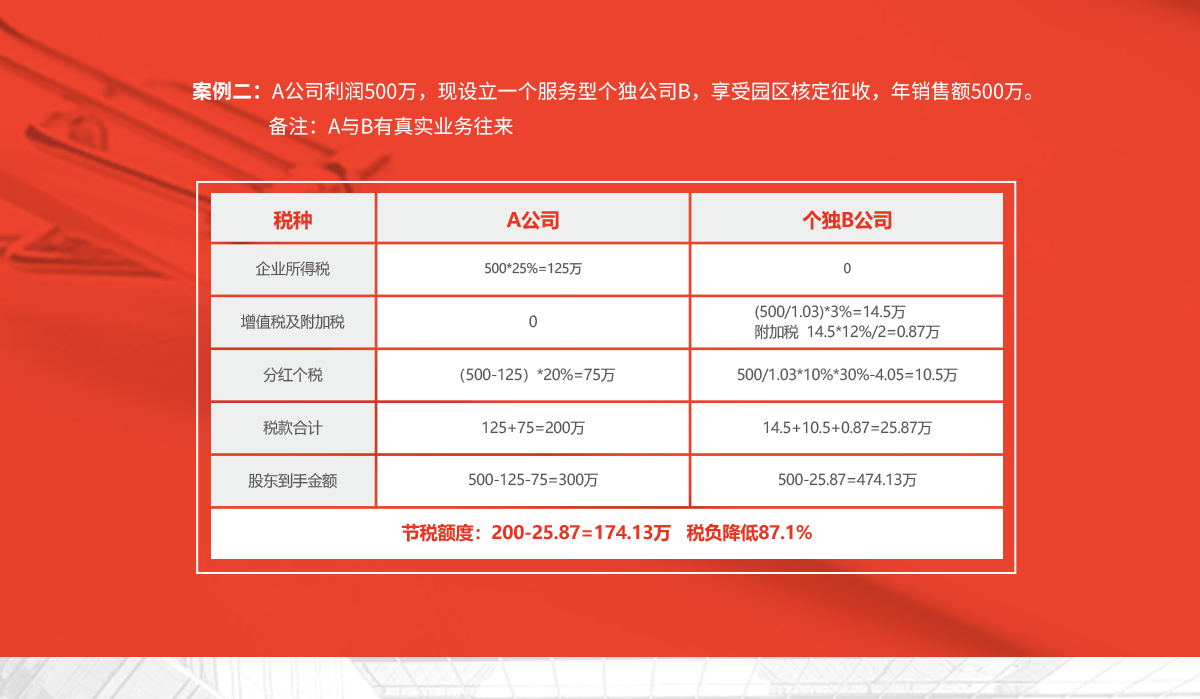 案例二：A公司利润500万，现设立一个服务型个独公司B，享受园区核定征收，年销售额500万。
备注：A与B有真实业务往来
税种 A公司 个独B公司
企业所得税 500*25%=125万 0
增值税及附加税 0 (500/1.03)*3%=14.5万
附加税 14.5*12%/2=0.87万
分红个税 （500-125）*20%=75万 500/1.03*10%*30%-4.05=10.5万
税款合计 125+75=200万 14.5+10.5+0.87=25.87万
股东到手金额 500-125-75=300万 500-25.87=474.13万
节税额度：200-25.87=174.13万 税负降低87.1%